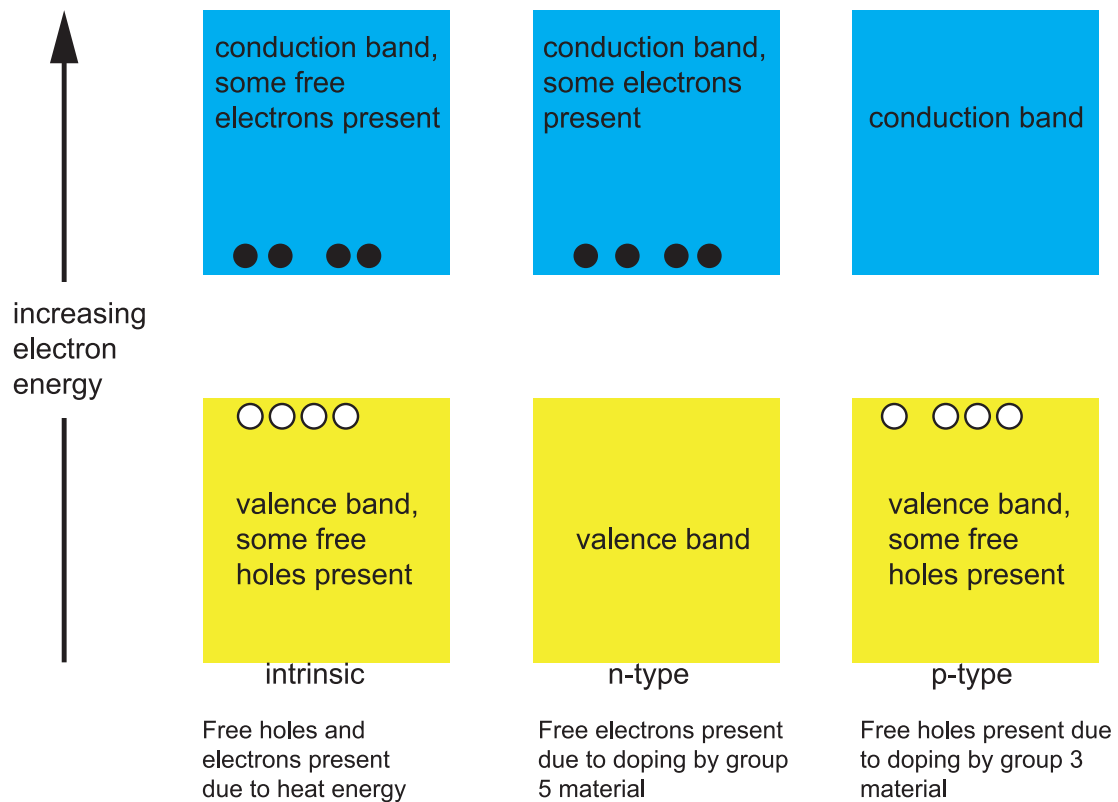 conduction band,
some free
electrons present
conduction band,
some electrons
present
conduction band
increasing
electron
energy
valence band,
some free
holes present
valence band
valence band,
some free
holes present
intrinsic
n-type
p-type
Free holes and
electrons present
due to heat energy
Free electrons present
due to doping by group
5 material
Free holes present due
to doping by group 3
material